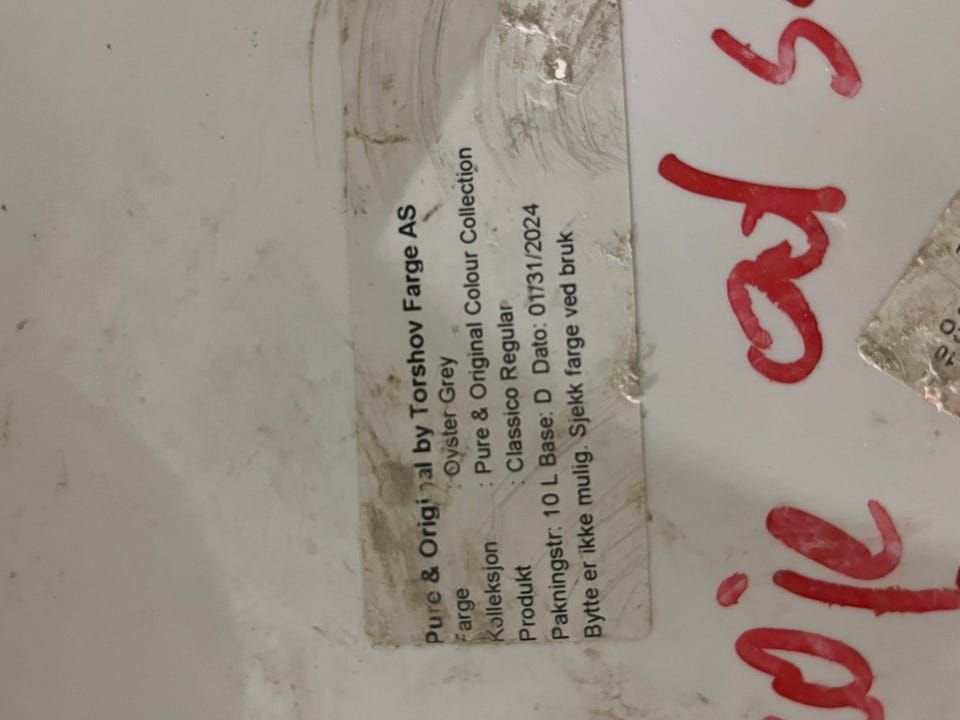 Pure & Original by Torshov Farge AS
Farge : Oyster Grey
Kolleksjon : Pure & Original Colour Collection
Produkt : Classico Regular
Pakningstr: 10 L Base: D Dato: 01/31/2024
Bytte er ikke mulig. Sjekk farge ved bruk